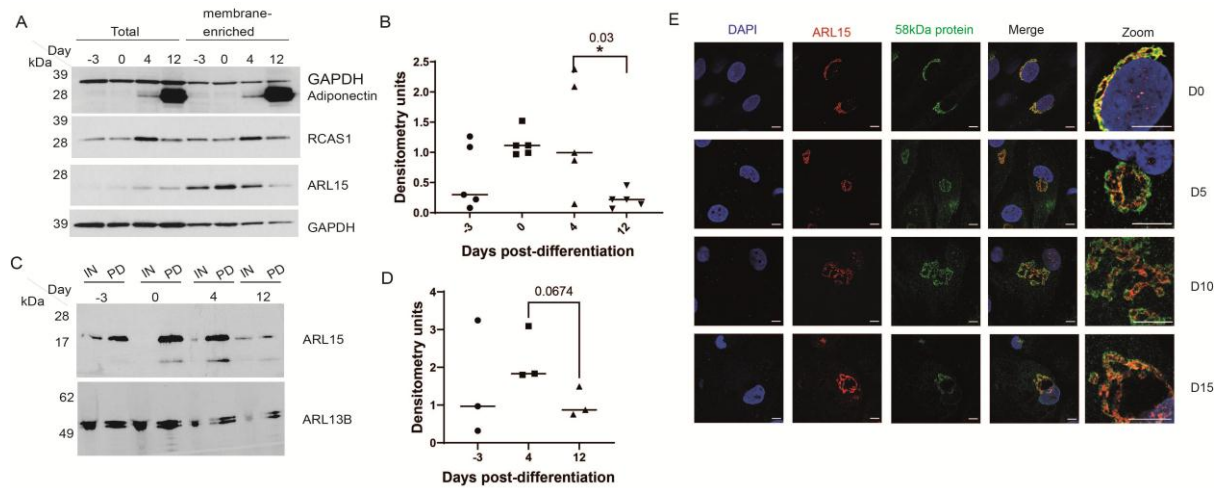 A
Total
membrane-
enriched
Day
kDa
-3 0 4 12 -3 0 4 12
39
28
GAPDH
Adiponectin
39
28
RCAS1
28
ARL15
39
GAPDH
B
Densitometry units
2.5
2.0
1.5
1.0
0.5
0.0
0.03
*
-3 0 4 12
Days post-differentiation
C
IN PD IN PD IN PD IN PD
Day
kDa
-3 0 4 12
28
17
ARL15
62
49
ARL13B
D
Densitometry units
4
3
2
1
0
0.0674
-3 4 12
Days post-differentiation
E
DAPI ARL15 58kDa protein Merge Zoom
D0
D5
D10
D15